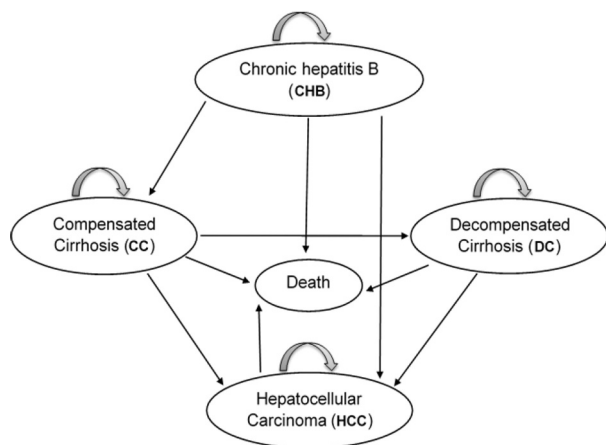 Chronic hepatitis B
(CHB)
Compensated
Cirrhosis (CC)
Decompensated
Cirrhosis (DC)
Death
Hepatocellular
Carcinoma (HCC)